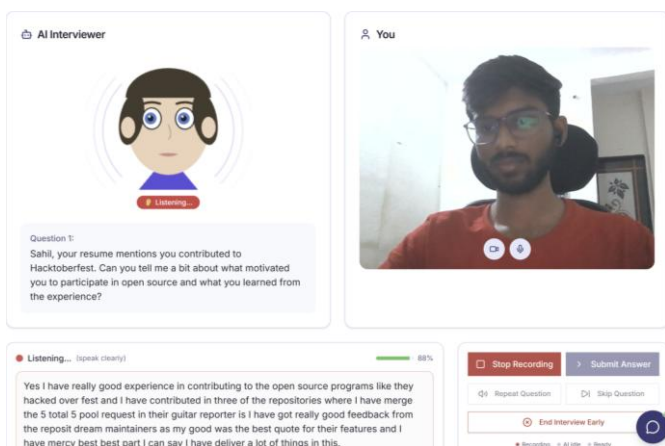 AI Interviewer
Listening...
Question 1:
Sahil, your resume mentions you contributed to
Hacktoberfest. Can you tell me a bit about what motivated
you to participate in open source and what you learned from
the experience?
You
Listening... (speak clearly)
88%
Yes I have really good experience in contributing to the open source programs like they
hacked over fest and I have contributed in three of the repositories where I have merge
the 5 total 5 pool request in their guitar reporter is I have got really good feedback from
the reposit dream maintainers as my good was the best quote for their features and I
have mercy best best part I can say I have deliver a lot of things in this.
Stop Recording
Submit Answer
Repeat Question
Skip Question
End Interview Early
Recording
AI Idle
Ready